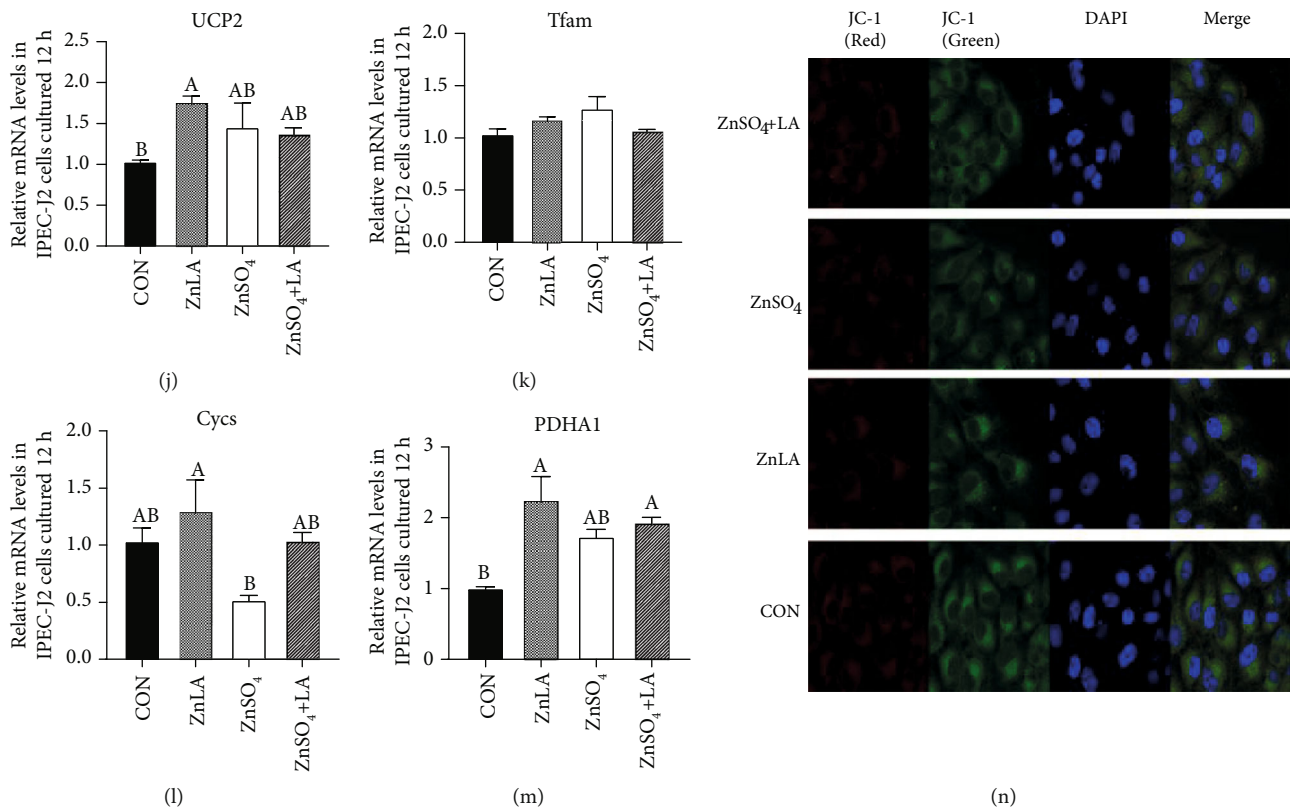 UCP2
Relative mRNA levels in
IPEC-J2 cells cultured 12 h
2.5
2.0
1.5
1.0
0.5
0.0
B
A
AB
AB
CON
ZnLA
ZnSO₄
ZnSO₄+LA
(j)
Tfam
Relative mRNA levels in
IPEC-J2 cells cultured 12 h
2.0
1.5
1.0
0.5
0.0
CON
ZnLA
ZnSO₄
ZnSO₄+LA
(k)
Cycs
Relative mRNA levels in
IPEC-J2 cells cultured 12 h
2.0
1.5
1.0
0.5
0.0
AB
A
B
AB
CON
ZnLA
ZnSO₄
ZnSO₄+LA
(l)
PDHA1
Relative mRNA levels in
IPEC-J2 cells cultured 12 h
3
2
1
0
B
A
AB
A
CON
ZnLA
ZnSO₄
ZnSO₄+LA
(m)
JC-1
(Red)
JC-1
(Green)
DAPI
Merge
ZnSO₄+LA
ZnSO₄
ZnLA
CON
(n)